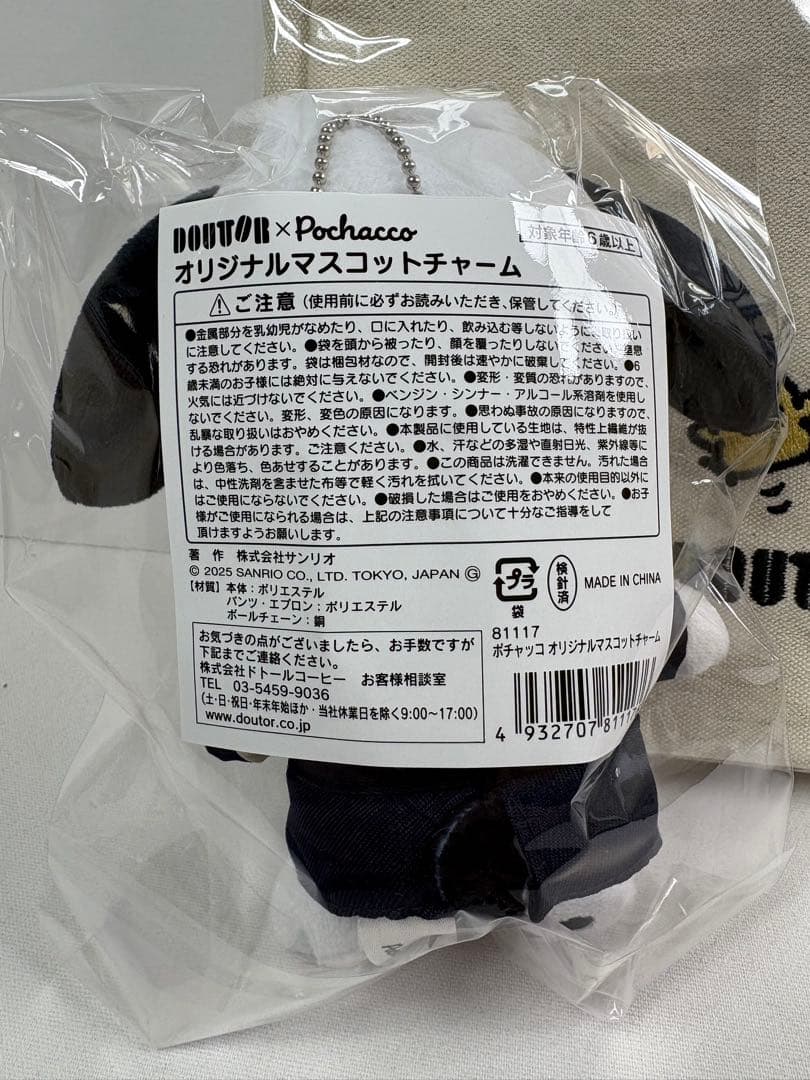 DOUTOR×Pochacco
対象年齢6歳以上
オリジナルマスコットチャーム
ご注意（使用前に必ずお読みいただき、保管してください。）
●金属部分を乳幼児がなめたり、口に入れたり、飲み込む等しないようにお取り扱い
に注意してください。●袋を頭から被ったり、顔を覆ったりしないでください。窒息
する恐れがあります。袋は梱包材なので、開封後は速やかに破棄してください。●6
歳未満のお子様には絶対に与えないでください。●変形・変質の恐れがありますので、
火気には近づけないでください。●ベンジン・シンナー・アルコール系溶剤を使用し
ないでください。変形、変色の原因になります。●思わぬ事故の原因になりますので、
乱暴な取り扱いはおやめください。●本製品に使用している生地は、特性上繊維が抜
ける場合があります。ご注意ください。●水、汗などの多湿や直射日光、紫外線等に
より色落ち、色あせすることがあります。●この商品は洗濯できません。汚れた場合
は、中性洗剤を含ませた布等で軽く汚れを拭いてください。●本来の使用目的以外に
はご使用にならないでください。●破損した場合はご使用をおやめください。●お子
様がご使用になられる場合は、上記の注意事項について十分なご指導をして
頂けますようお願いします。
著 作 株式会社サンリオ
© 2025 SANRIO CO., LTD. TOKYO, JAPAN Ⓖ
【材質】本体：ポリエステル
パンツ・エプロン：ポリエステル
ボールチェーン：銅
プラ
袋
検針済
MADE IN CHINA
お気づきの点がございましたら、お手数ですが
下記までご連絡ください。
株式会社ドトールコーヒー お客様相談室
TEL 03-5459-9036
（土・日・祝日・年末年始ほか・当社休業日を除く9:00〜17:00）
www.doutor.co.jp
81117
ポチャッコ オリジナルマスコットチャーム
4 932707 8111
DOUT